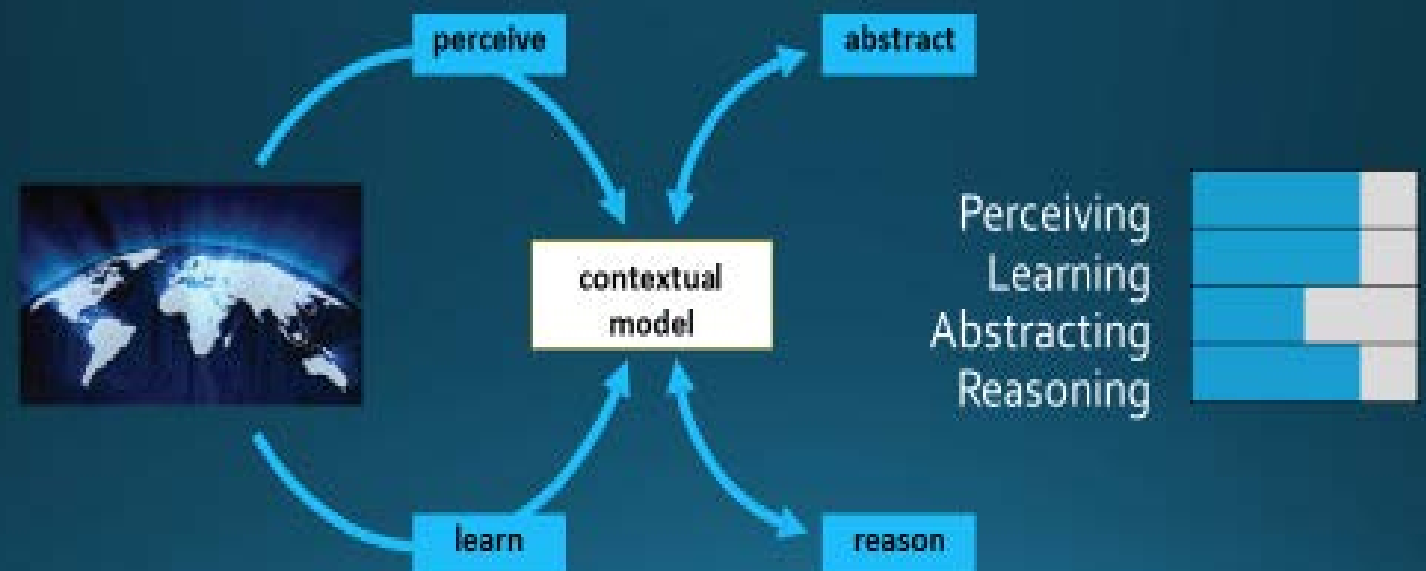 perceive
abstract
contextual
model
learn
reason
Perceiving
Learning
Abstracting
Reasoning